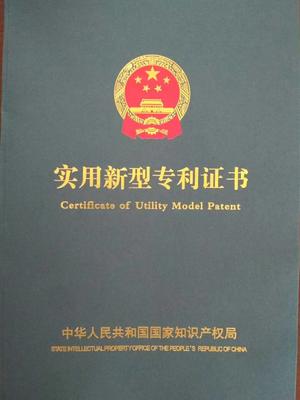 实用新型专利证书
Certificate of Utility Model Patent
中华人民共和国国家知识产权局
STATE INTELLECTUAL PROPERTY OFFICE OF THE PEOPLE'S REPUBLIC OF CHINA